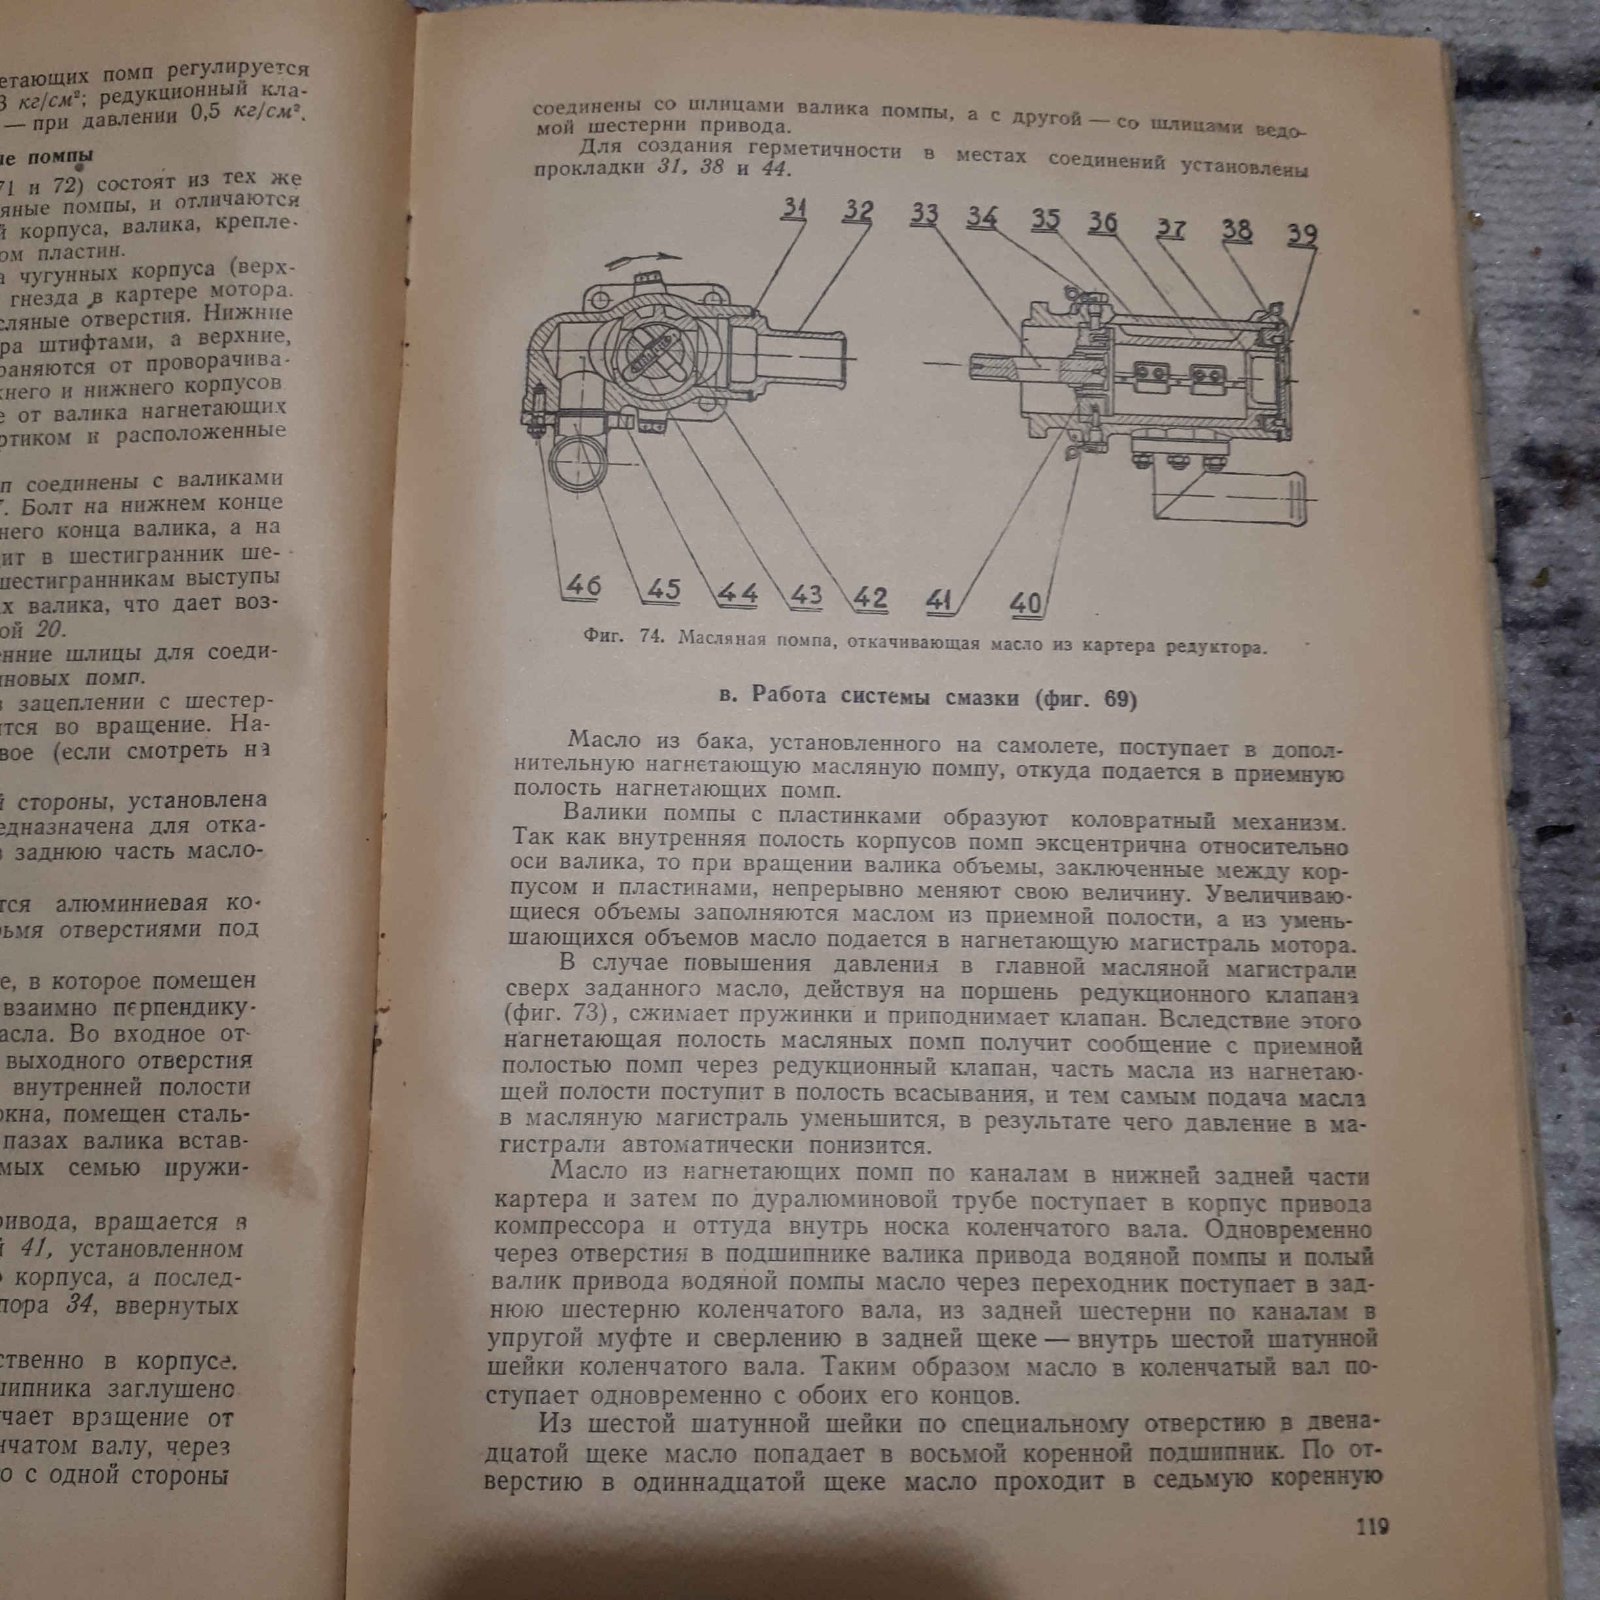 етающих помп регулируется
3 кг/см²; редукционный кла-
— при давлении 0,5 кг/см².
ые помпы
71 и 72) состоят из тех же
яные помпы, и отличаются
й корпуса, валика, крепле-
ом пластин.
а чугунных корпуса (верх-
гнезда в картере мотора.
сляные отверстия. Нижние
ра штифтами, а верхние,
раняются от проворачива-
хнего и нижнего корпусов
е от валика нагнетающих
ртиком и расположенные
п соединены с валиками
7. Болт на нижнем конце
него конца валика, а на
дит в шестигранник ше-
шестигранникам выступы
х валика, что дает воз-
ой 20.
енние шлицы для соеди-
новых помп.
в зацеплении с шестер-
ится во вращение. На-
вое (если смотреть на
й стороны, установлена
едназначена для отка-
в заднюю часть масло-
тся алюминиевая ко-
рьмя отверстиями под
е, в которое помещен
взаимно перпендику-
асла. Во входное от-
выходного отверстия
внутренней полости
окна, помещен сталь-
пазах валика встав-
мых семью пружи-
ривода, вращается в
й 41, установленном
о корпуса, а послед-
пора 34, ввернутых
ственно в корпусе.
шипника заглушено
чает вращение от
нчатом валу, через
о с одной стороны
соединены со шлицами валика помпы, а с другой — со шлицами ведо-
мой шестерни привода.
Для создания герметичности в местах соединений установлены
прокладки 31, 38 и 44.
31 32 33 34 35 36 37 38 39
46 45 44 43 42 41 40
Фиг. 74. Масляная помпа, откачивающая масло из картера редуктора.
в. Работа системы смазки (фиг. 69)
Масло из бака, установленного на самолете, поступает в допол-
нительную нагнетающую масляную помпу, откуда подается в приемную
полость нагнетающих помп.
Валики помпы с пластинками образуют коловратный механизм.
Так как внутренняя полость корпусов помп эксцентрична относительно
оси валика, то при вращении валика объемы, заключенные между кор-
пусом и пластинами, непрерывно меняют свою величину. Увеличиваю-
щиеся объемы заполняются маслом из приемной полости, а из умень-
шающихся объемов масло подается в нагнетающую магистраль мотора.
В случае повышения давления в главной масляной магистрали
сверх заданного масло, действуя на поршень редукционного клапана
(фиг. 73), сжимает пружинки и приподнимает клапан. Вследствие этого
нагнетающая полость масляных помп получит сообщение с приемной
полостью помп через редукционный клапан, часть масла из нагнетаю-
щей полости поступит в полость всасывания, и тем самым подача масла
в масляную магистраль уменьшится, в результате чего давление в ма-
гистрали автоматически понизится.
Масло из нагнетающих помп по каналам в нижней задней части
картера и затем по дуралюминовой трубе поступает в корпус привода
компрессора и оттуда внутрь носка коленчатого вала. Одновременно
через отверстия в подшипнике валика привода водяной помпы и полый
валик привода водяной помпы масло через переходник поступает в зад-
нюю шестерню коленчатого вала, из задней шестерни по каналам в
упругой муфте и сверлению в задней щеке — внутрь шестой шатунной
шейки коленчатого вала. Таким образом масло в коленчатый вал по-
ступает одновременно с обоих его концов.
Из шестой шатунной шейки по специальному отверстию в двена-
дцатой щеке масло попадает в восьмой коренной подшипник. По от-
верстию в одиннадцатой щеке масло проходит в седьмую коренную
119